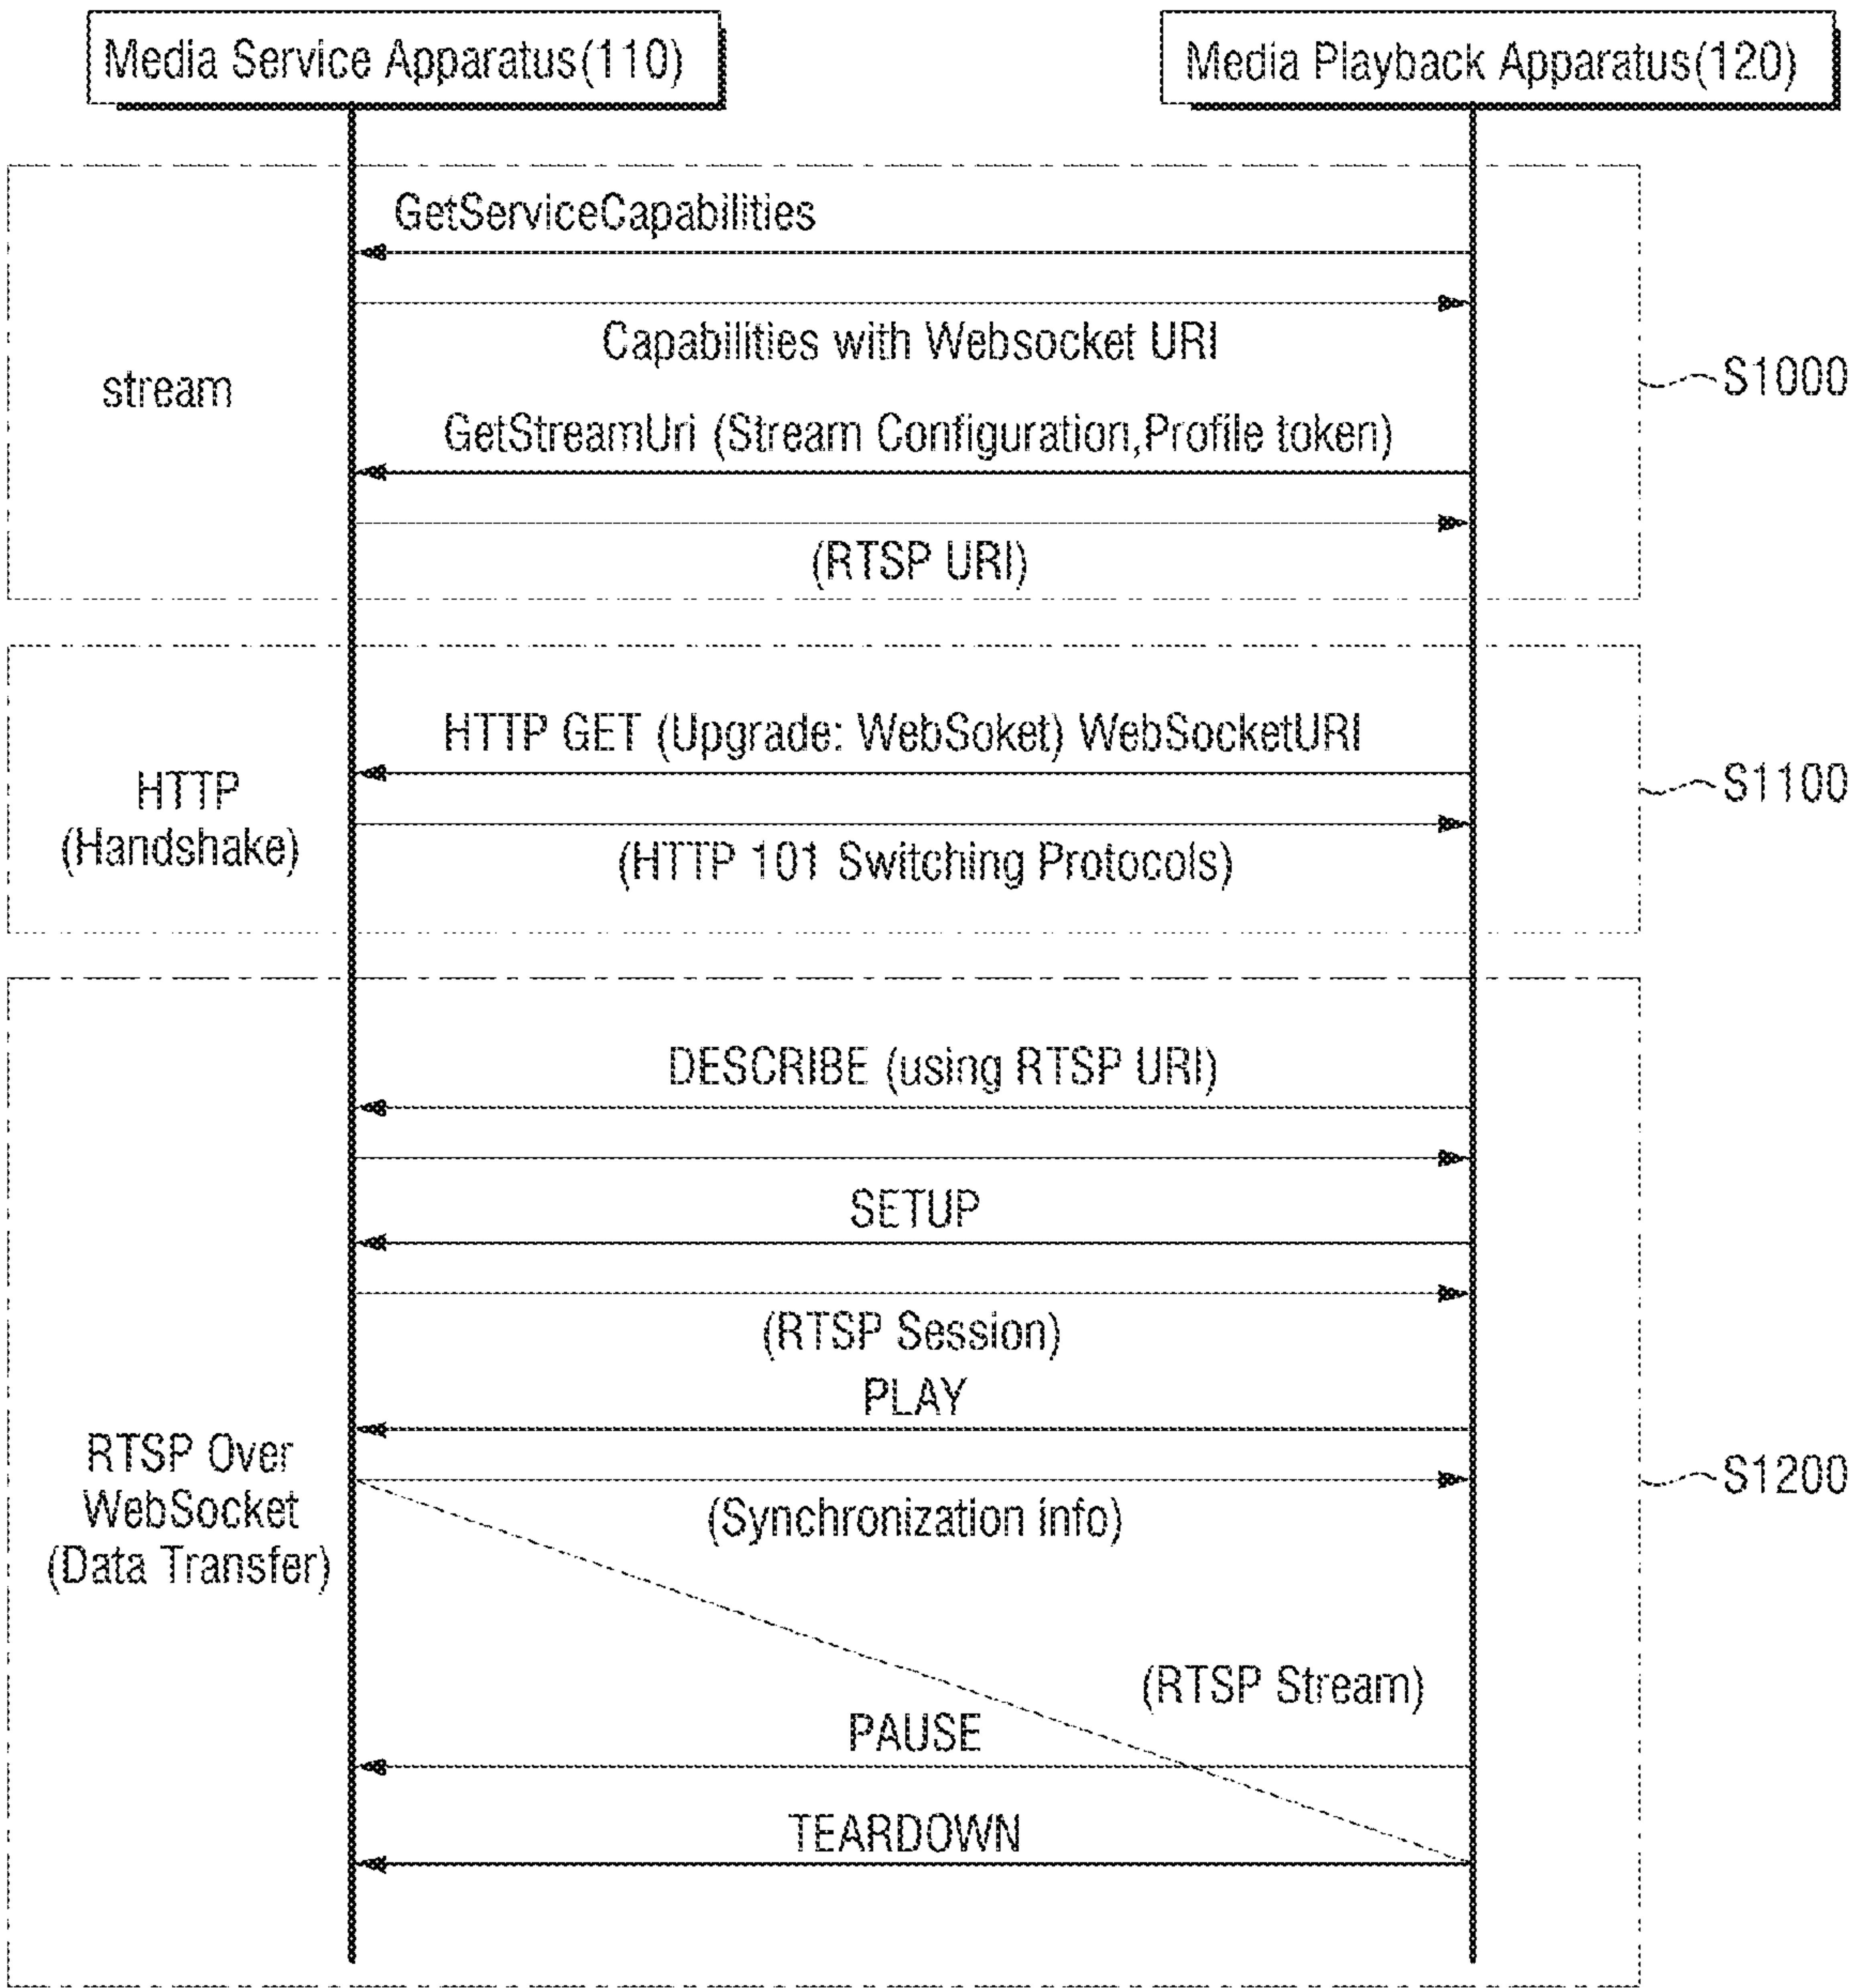 Media Service Apparatus(110)
Media Playback Apparatus(120)
GetServiceCapabilities
Capabilities with Websocket URI
stream
S1000
GetStreamUri (Stream Configuration,Profile token)
(RTSP URI)
HTTP GET (Upgrade: WebSoket) WebSocketURI
HTTP
(Handshake)
S1100
(HTTP 101 Switching Protocols)
DESCRIBE (using RTSP URI)
SETUP
(RTSP Session)
PLAY
RTSP Over
WebSocket
(Data Transfer)
S1200
(Synchronization info)
(RTSP Stream)
PAUSE
TEARDOWN